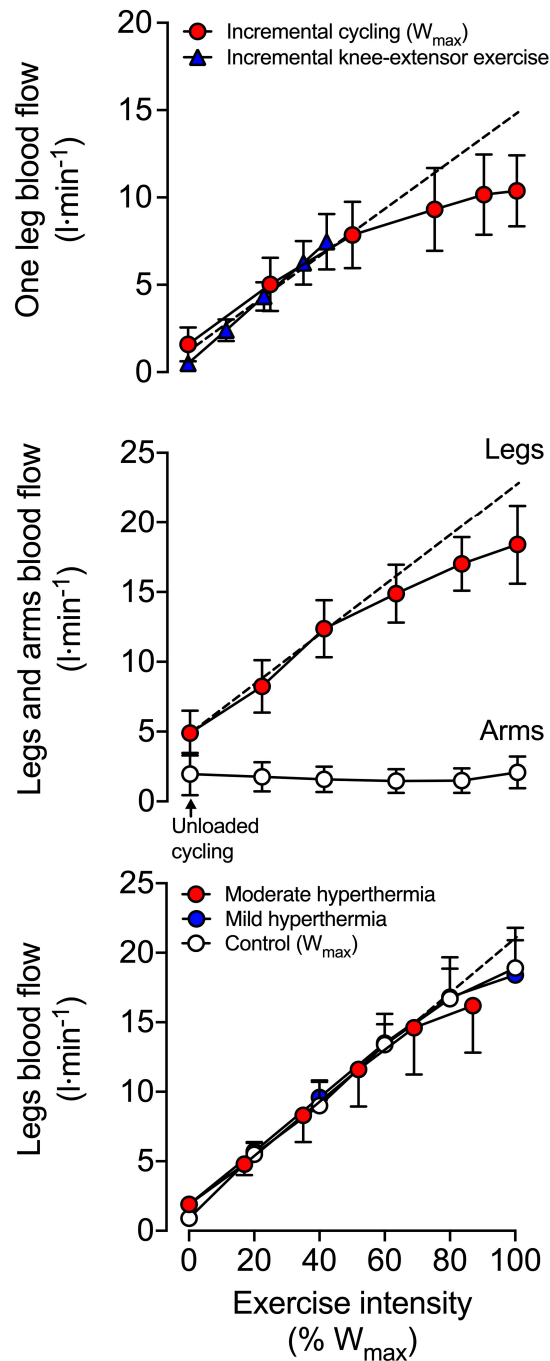 Incremental cycling (Wmax)
Incremental knee-extensor exercise
One leg blood flow
(l·min-1)
20
15
10
5
0
Legs and arms blood flow
(l·min-1)
25
20
15
10
5
0
Legs
Arms
Unloaded
cycling
Moderate hyperthermia
Mild hyperthermia
Control (Wmax)
Legs blood flow
(l·min-1)
25
20
15
10
5
0
0 20 40 60 80 100
Exercise intensity
(% Wmax)